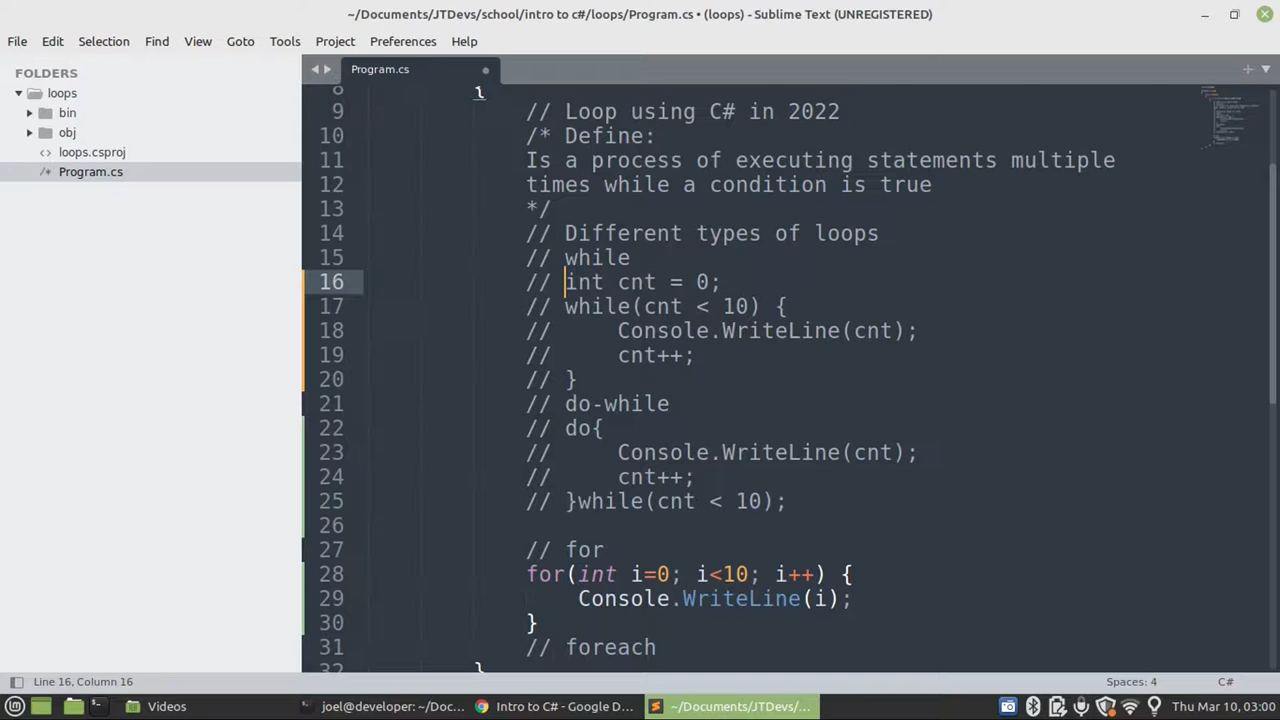 ~/Documents/JTDevs/school/intro to c#/loops/Program.cs • (loops) - Sublime Text (UNREGISTERED)
File Edit Selection Find View Goto Tools Project Preferences Help
FOLDERS
loops
bin
obj
loops.csproj
Program.cs
Program.cs
8 {
9 // Loop using C# in 2022
10 /* Define:
11 Is a process of executing statements multiple
12 times while a condition is true
13 */
14 // Different types of loops
15 // while
16 // int cnt = 0;
17 // while(cnt < 10) {
18 //     Console.WriteLine(cnt);
19 //     cnt++;
20 // }
21 // do-while
22 // do{
23 //     Console.WriteLine(cnt);
24 //     cnt++;
25 // }while(cnt < 10);
26
27 // for
28 for(int i=0; i<10; i++) {
29     Console.WriteLine(i);
30 }
31 // foreach
32 }
Line 16, Column 16 Spaces: 4 C#
Videos joel@developer: ~/Doc... Intro to C# - Google D... ~/Documents/JTDevs/... Thu Mar 10, 03:00